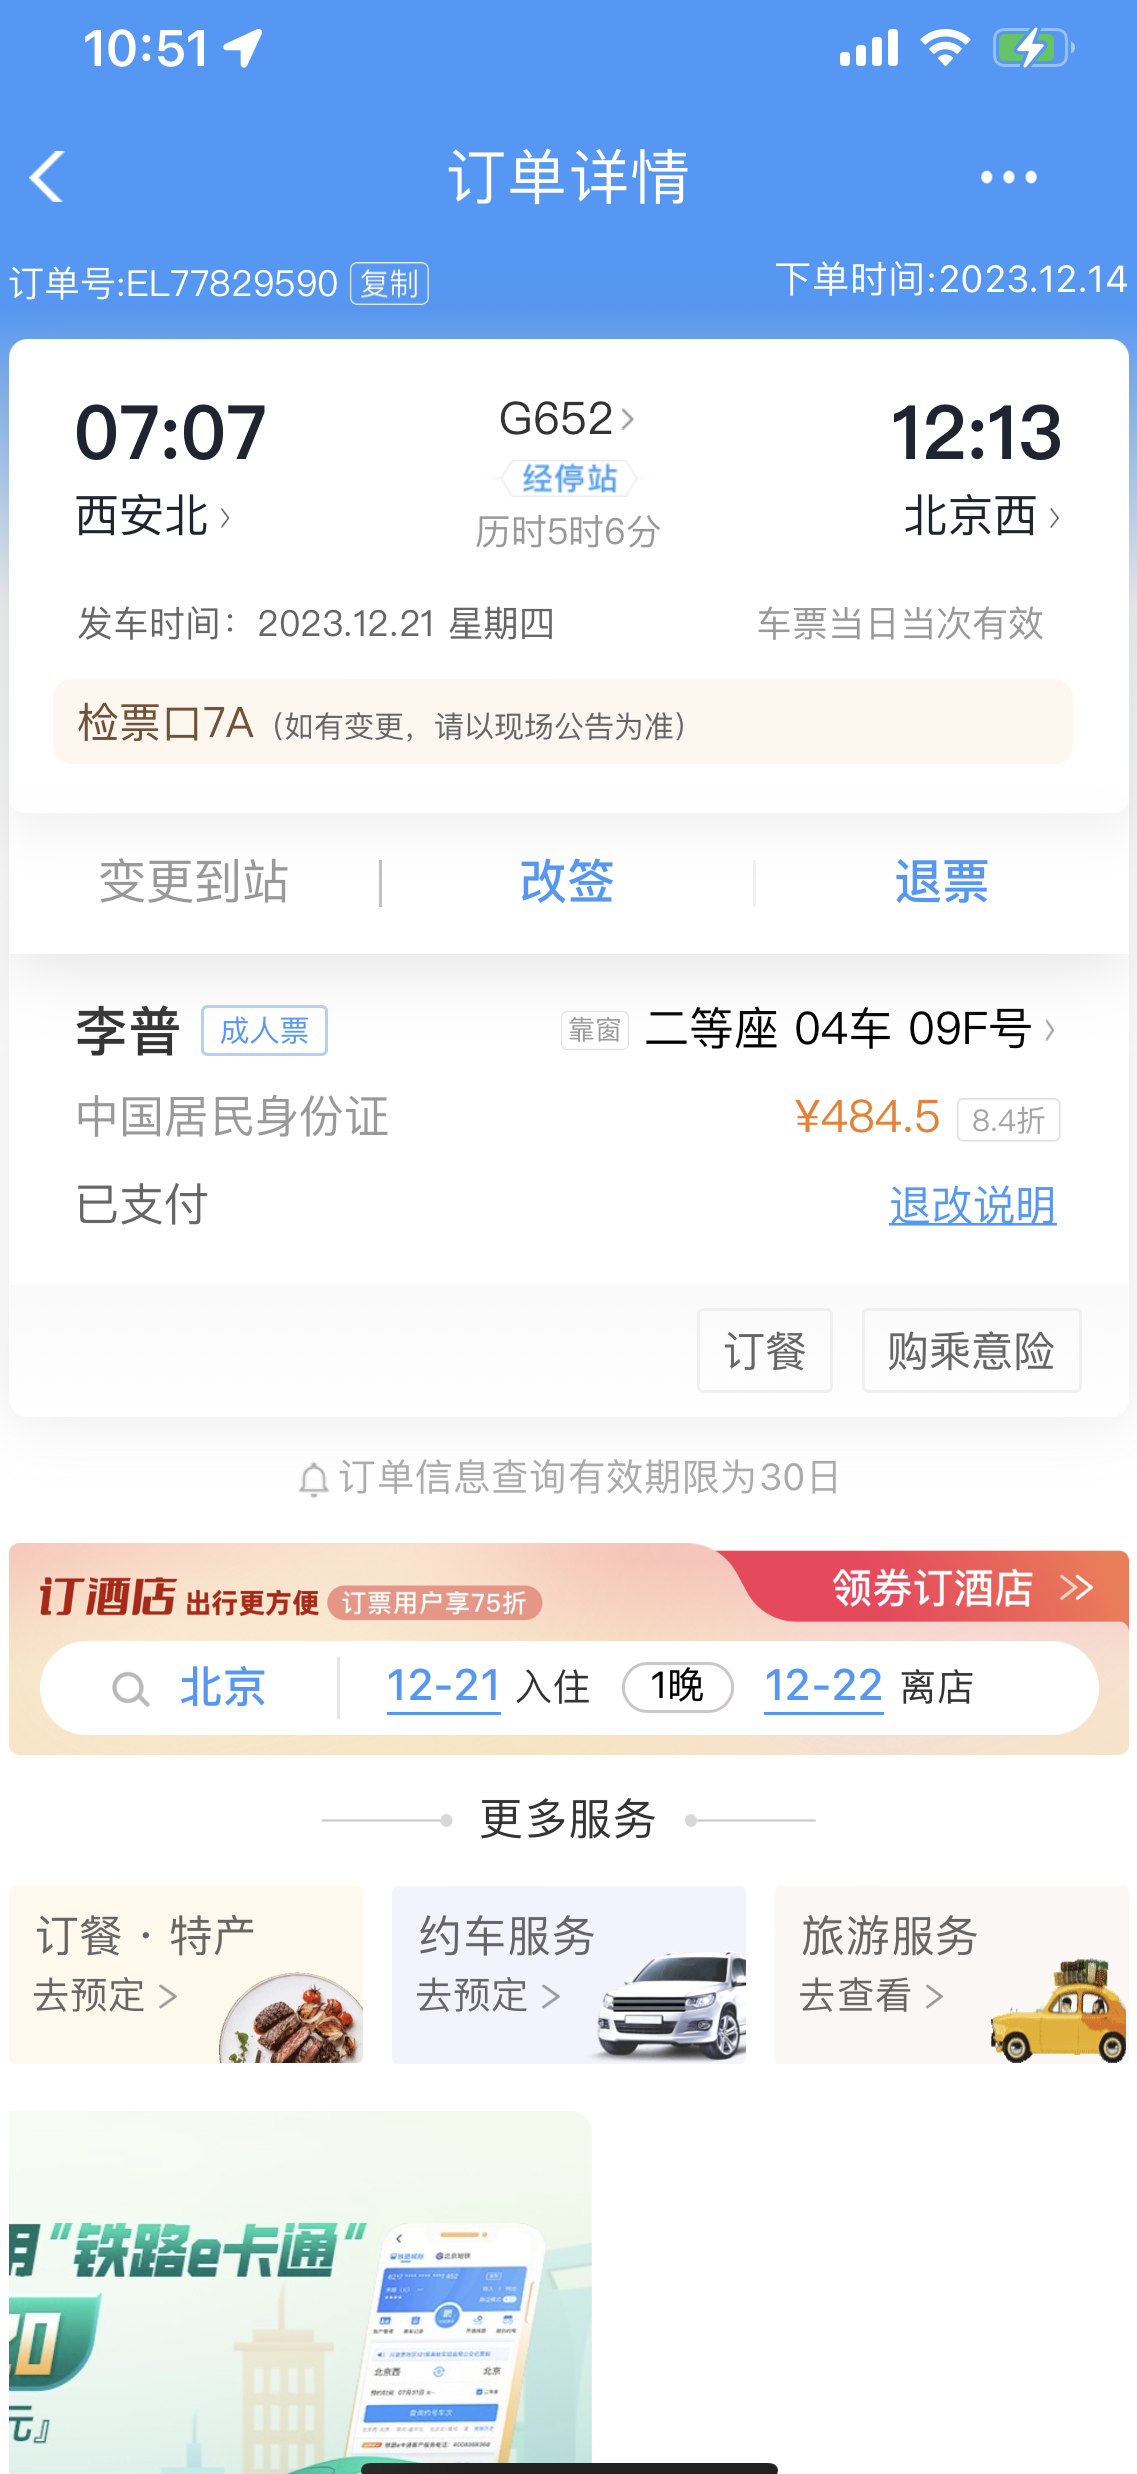 10:51
订单详情
订单号:EL77829590 复制
下单时间:2023.12.14
07:07 G652 12:13
经停站
西安北 北京西
历时5时6分
发车时间：2023.12.21 星期四 车票当日当次有效
检票口7A（如有变更，请以现场公告为准）
变更到站 改签 退票
李普 成人票 靠窗 二等座 04车 09F号
中国居民身份证 ¥484.5 8.4折
已支付 退改说明
订餐 购乘意险
订单信息查询有效期限为30日
订酒店 出行更方便 订票用户享75折 领券订酒店
北京 12-21 入住 1晚 12-22 离店
更多服务
订餐·特产 约车服务 旅游服务
去预定 > 去预定 > 去查看 >
“铁路e卡通”
元』
北京西 北京